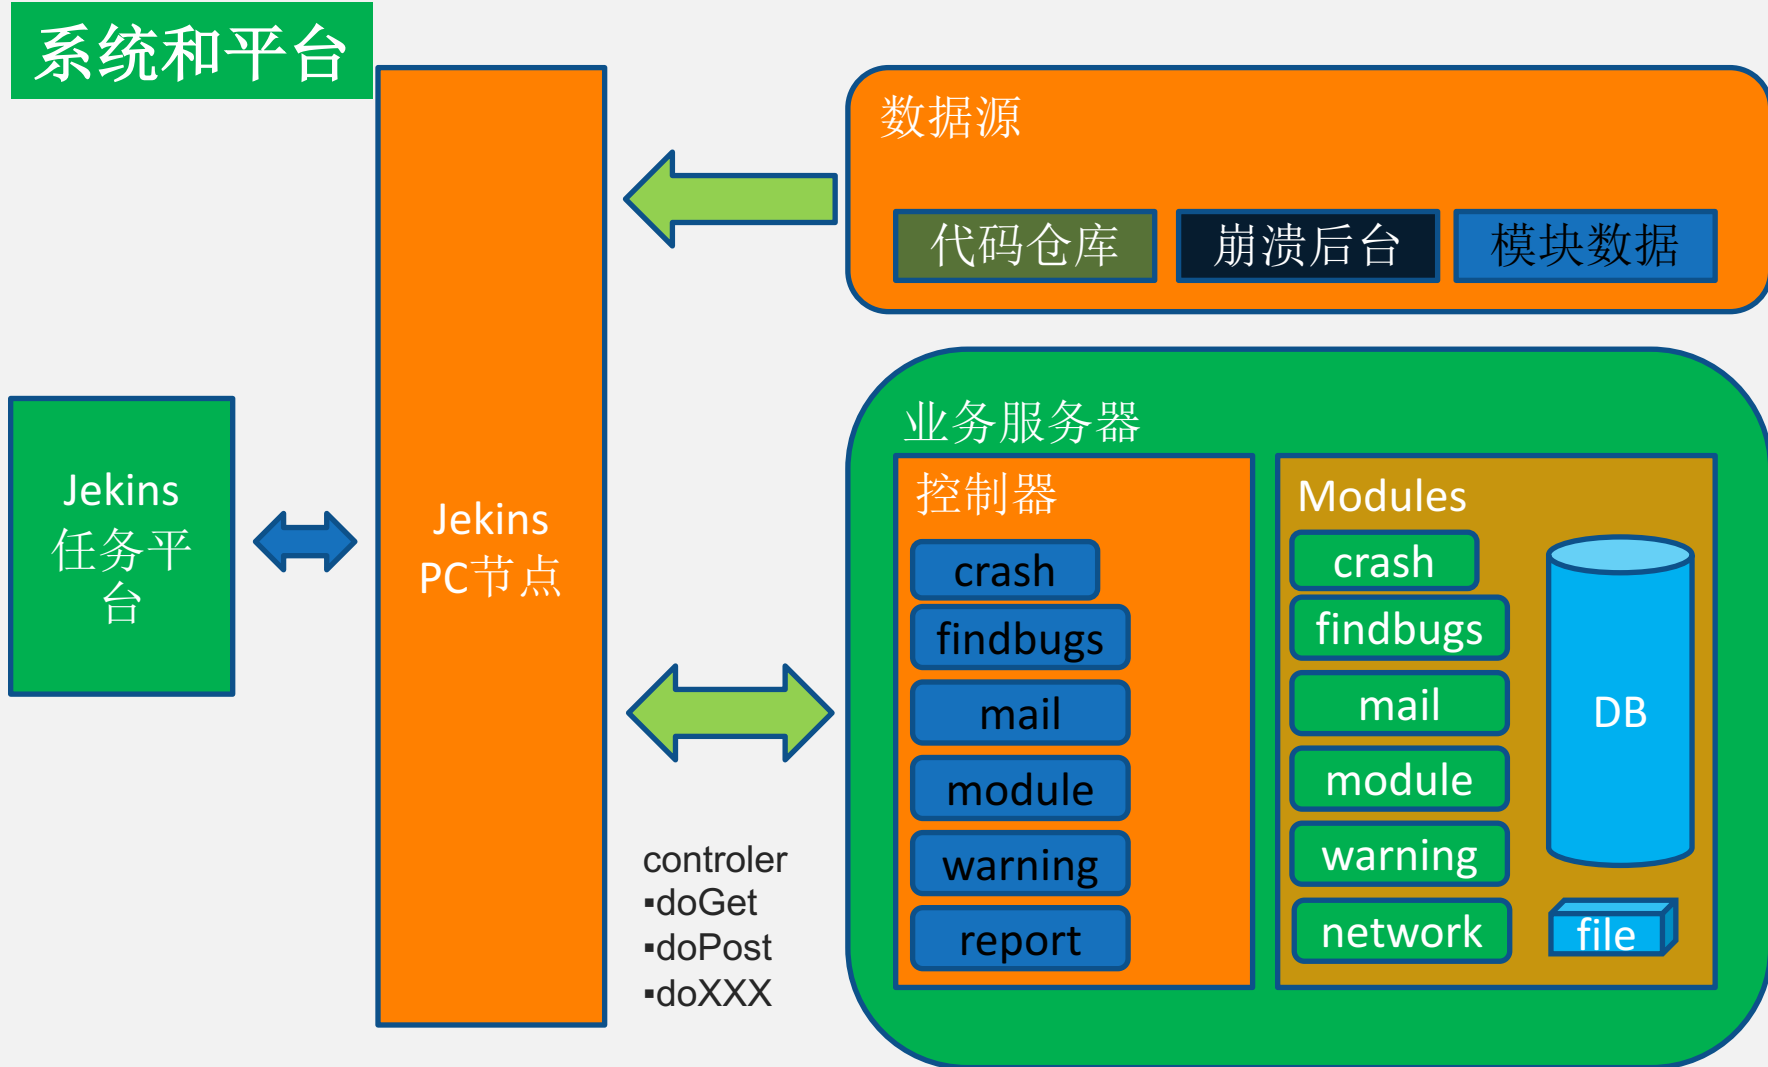 系统和平台
数据源
代码仓库
崩溃后台
模块数据
Jekins
任务平
台
Jekins
PC节点
业务服务器
控制器
crash
findbugs
mail
module
warning
report
Modules
crash
findbugs
mail
module
warning
network
DB
file
controler
▪doGet
▪doPost
▪doXXX